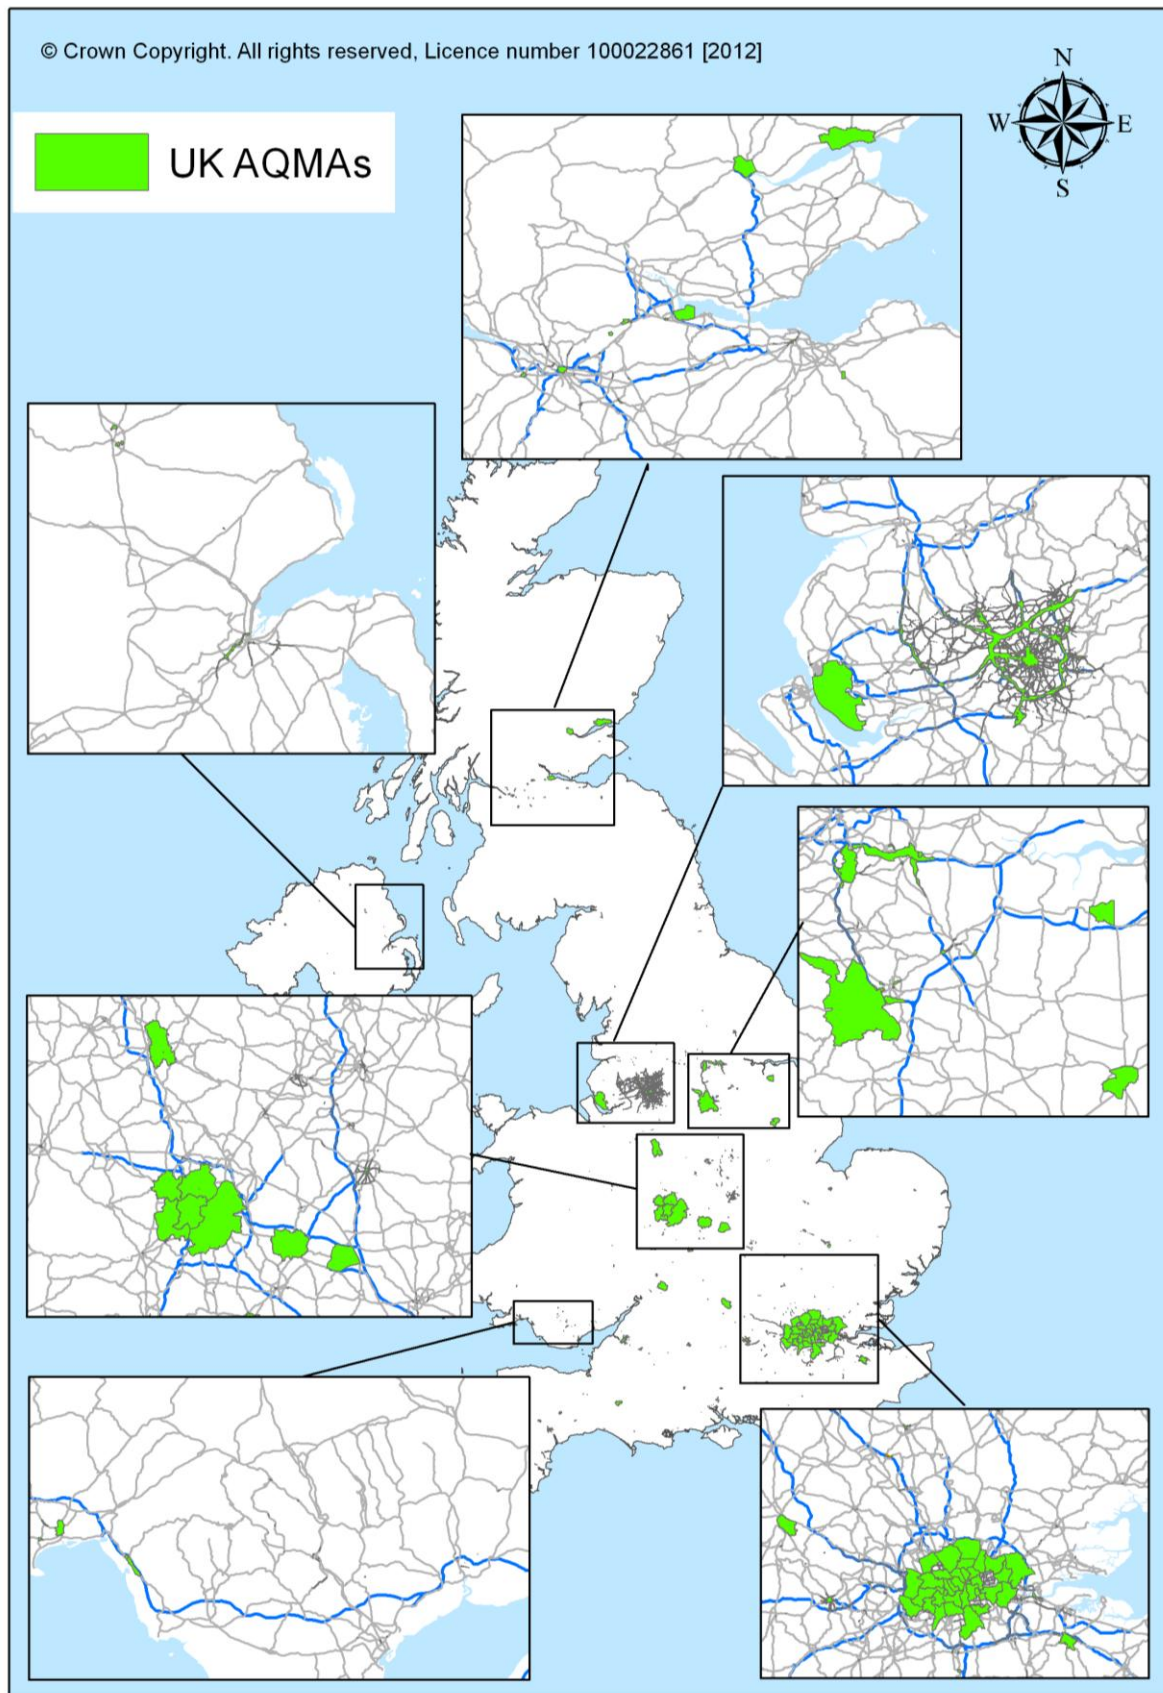 © Crown Copyright. All rights reserved, Licence number 100022861 [2012]
N
W E
S
UK AQMAs